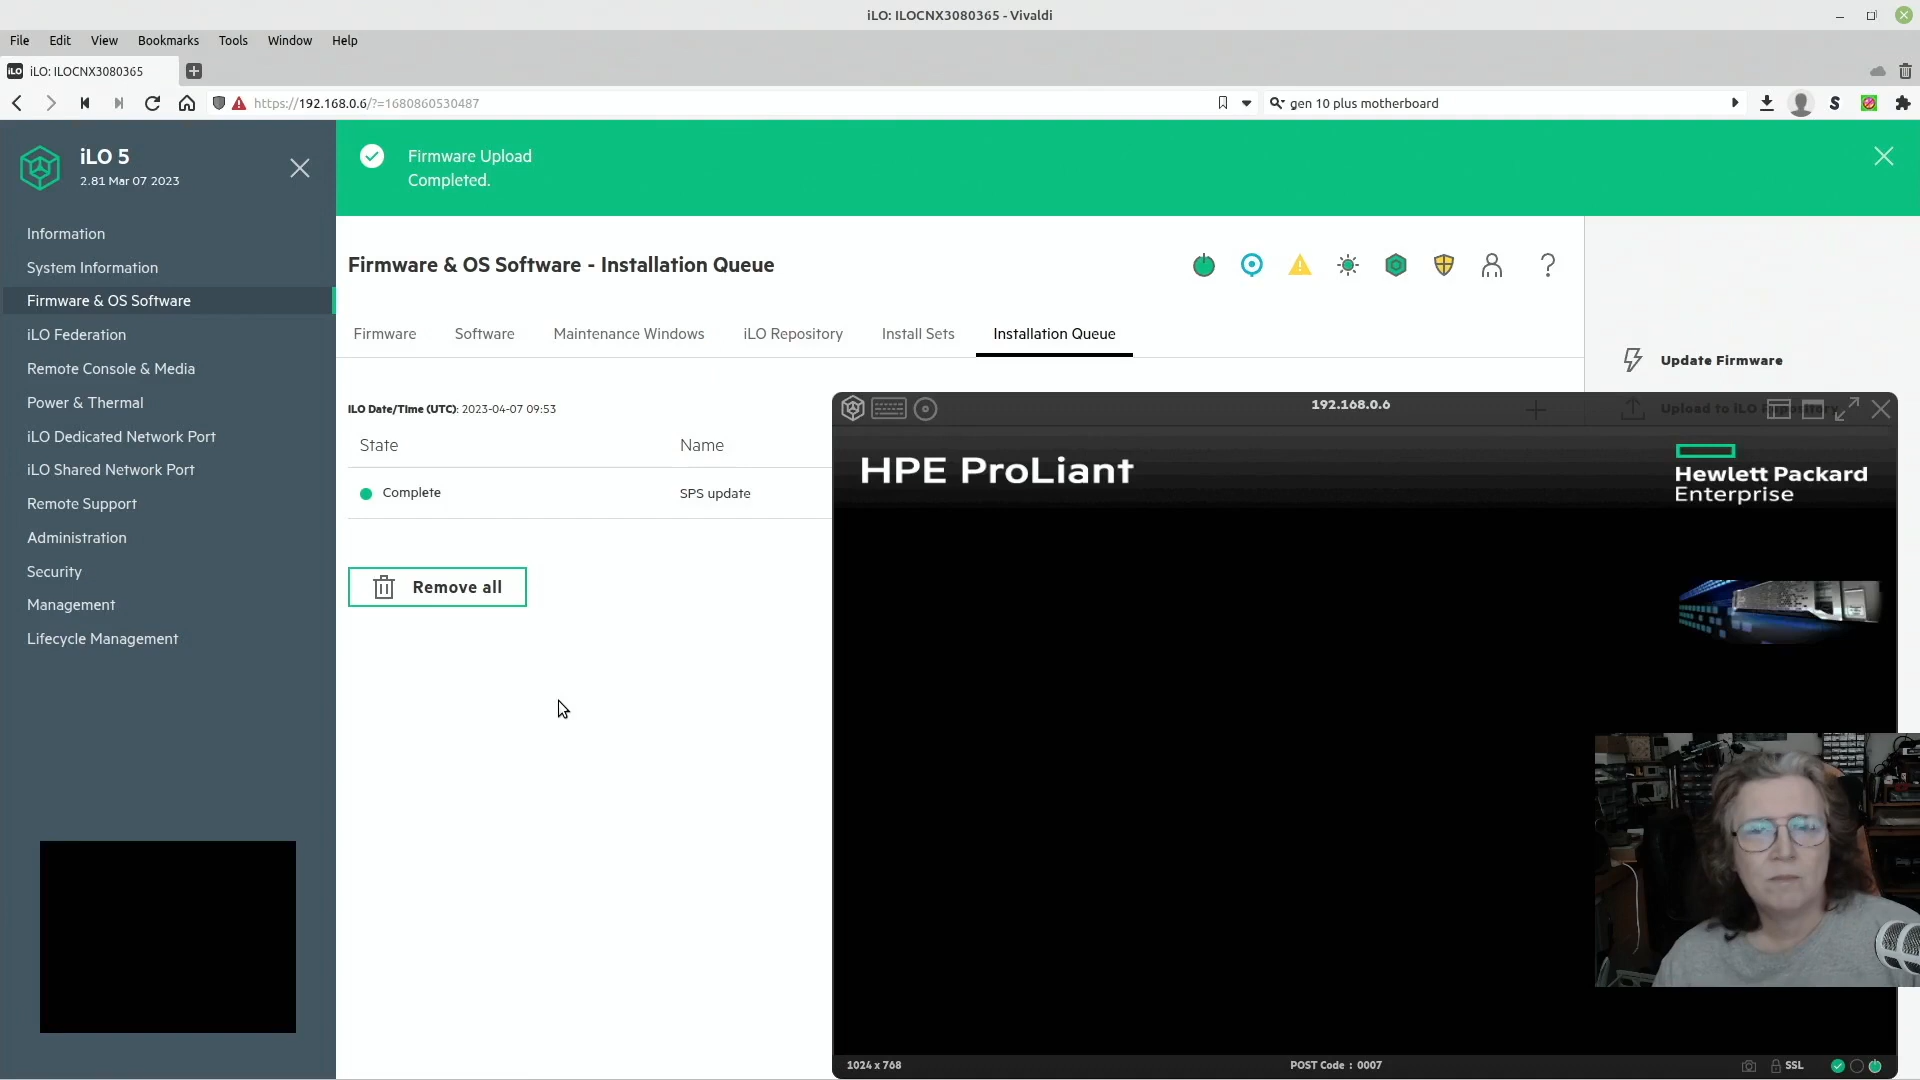 iLO: ILOCNX3080365 - Vivaldi
File Edit View Bookmarks Tools Window Help
iLO iLO: ILOCNX3080365
https://192.168.0.6/?=1680860530487
gen 10 plus motherboard
S
iLO 5
2.81 Mar 07 2023
Firmware Upload
Completed.
Information
System Information
Firmware & OS Software
iLO Federation
Remote Console & Media
Power & Thermal
iLO Dedicated Network Port
iLO Shared Network Port
Remote Support
Administration
Security
Management
Lifecycle Management
Firmware & OS Software - Installation Queue
Firmware Software Maintenance Windows iLO Repository Install Sets Installation Queue
Update Firmware
Upload to iLO Repository
iLO Date/Time (UTC): 2023-04-07 09:53
State Name
Complete SPS update
Remove all
192.168.0.6
HPE ProLiant
Hewlett Packard
Enterprise
1024 x 768 POST Code : 0007 SSL